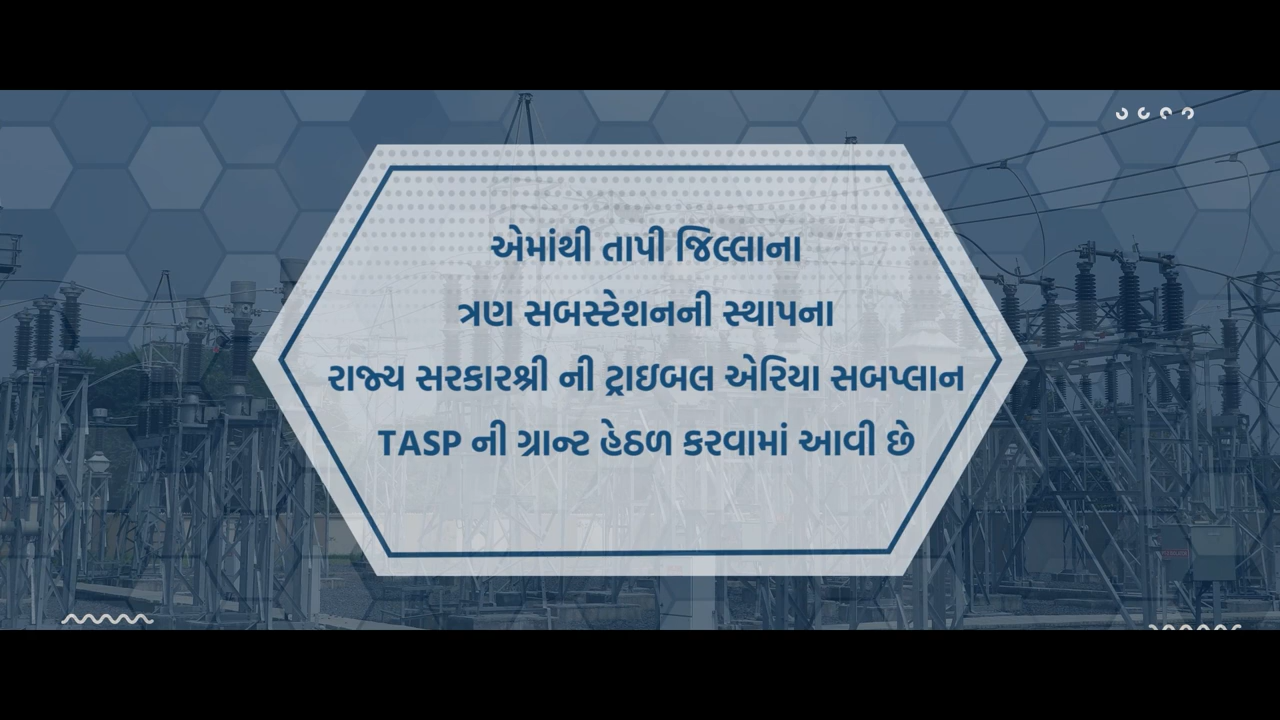 એમાંથી તાપી જિલ્લાના
ત્રણ સબસ્ટેશનની સ્થાપના
રાજ્ય સરકારશ્રી ની ટ્રાઇબલ એરિયા સબપ્લાન
TASP ની ગ્રાન્ટ હેઠળ કરવામાં આવી છે